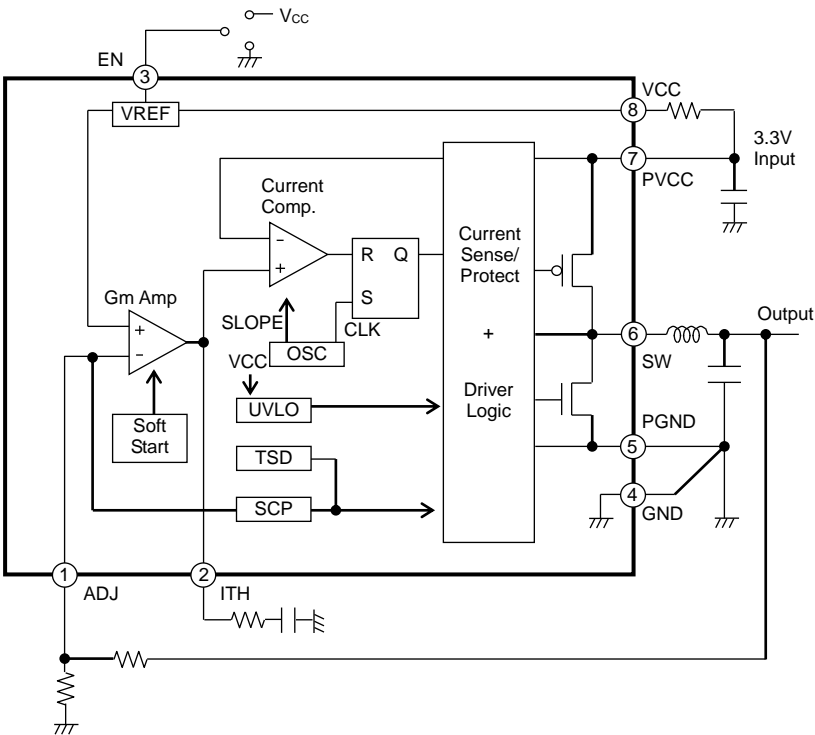 VCC
EN
3
VCC
VREF
8
3.3V
Input
7
PVCC
Current
Comp.
-
+
R Q
S
Current
Sense/
Protect
+
Driver
Logic
Gm Amp
+
-
SLOPE
CLK
OSC
Output
6
SW
VCC
UVLO
Soft
Start
TSD
SCP
PGND
5
4
GND
1
ADJ
2
ITH